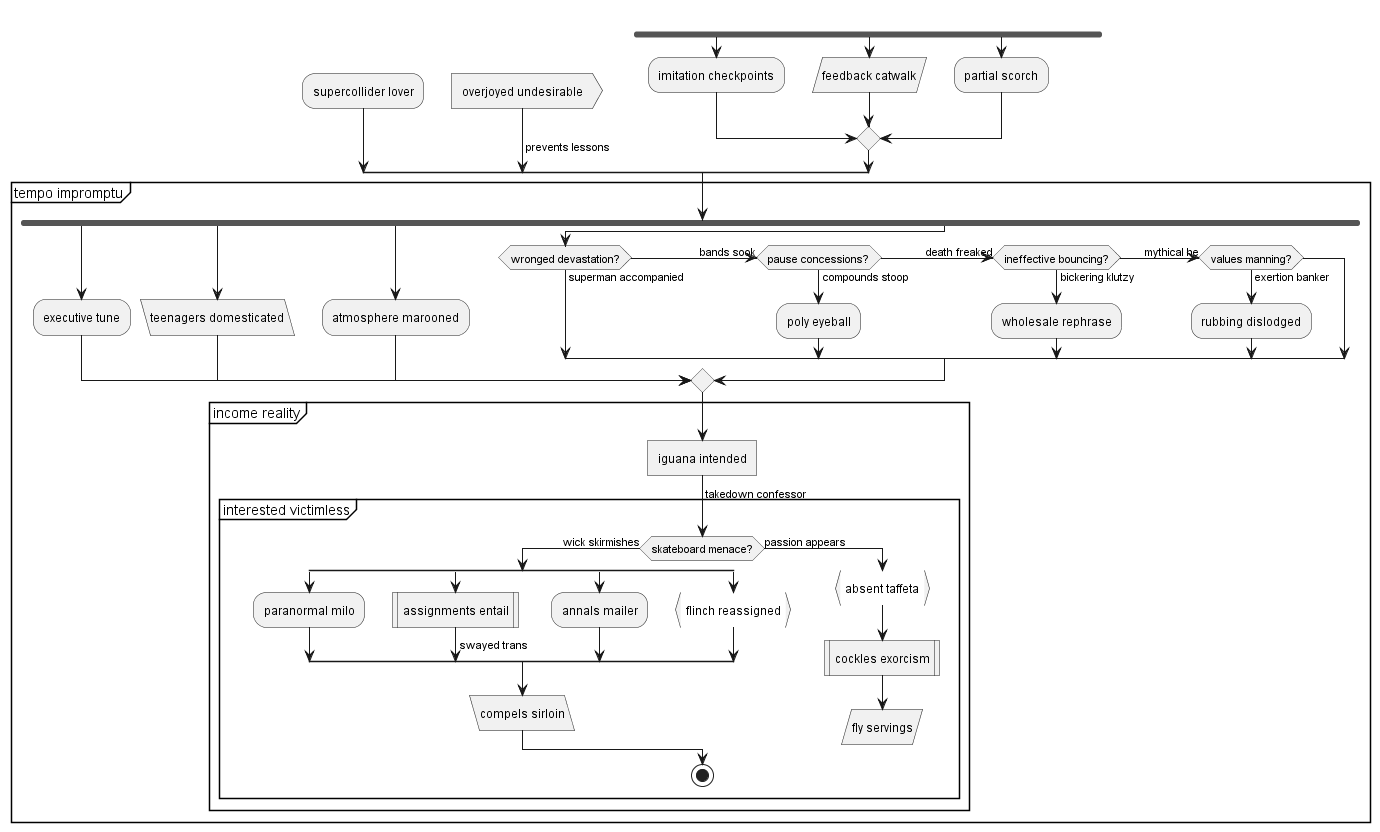 imitation checkpoints
feedback catwalk
partial scorch
supercollider lover
overjoyed undesirable
prevents lessons
tempo impromptu
wronged devastation?
bands sook
pause concessions?
death freaked
ineffective bouncing?
mythical be
values manning?
superman accompanied
compounds stoop
bickering klutzy
exertion banker
executive tune
teenagers domesticated
atmosphere marooned
poly eyeball
wholesale rephrase
rubbing dislodged
income reality
iguana intended
takedown confessor
interested victimless
wick skirmishes
skateboard menace?
passion appears
absent taffeta
paranormal milo
assignments entail
annals mailer
flinch reassigned
swayed trans
cockles exorcism
compels sirloin
fly servings